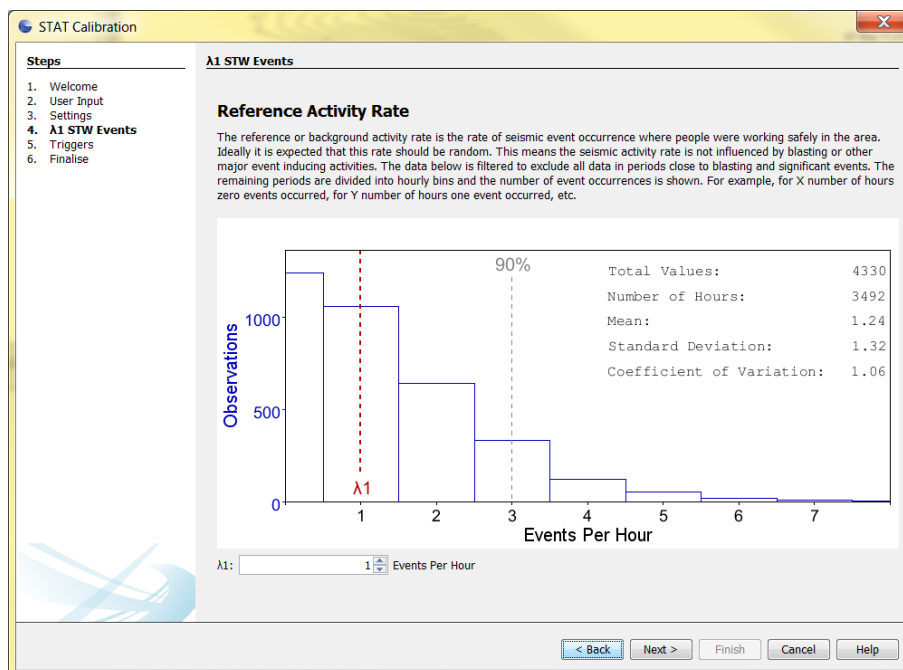 STAT Calibration
Steps
1. Welcome
2. User Input
3. Settings
4. λ1 STW Events
5. Triggers
6. Finalise
λ1 STW Events
Reference Activity Rate
The reference or background activity rate is the rate of seismic event occurrence where people were working safely in the area.
Ideally it is expected that this rate should be random. This means the seismic activity rate is not influenced by blasting or other
major event inducing activities. The data below is filtered to exclude all data in periods close to blasting and significant events. The
remaining periods are divided into hourly bins and the number of event occurrences is shown. For example, for X number of hours
zero events occurred, for Y number of hours one event occurred, etc.
90%
Total Values: 4330
Number of Hours: 3492
Mean: 1.24
Standard Deviation: 1.32
Coefficient of Variation: 1.06
Observations
1000
500
0
λ1
1 2 3 4 5 6 7
Events Per Hour
λ1: 1 Events Per Hour
< Back Next > Finish Cancel Help